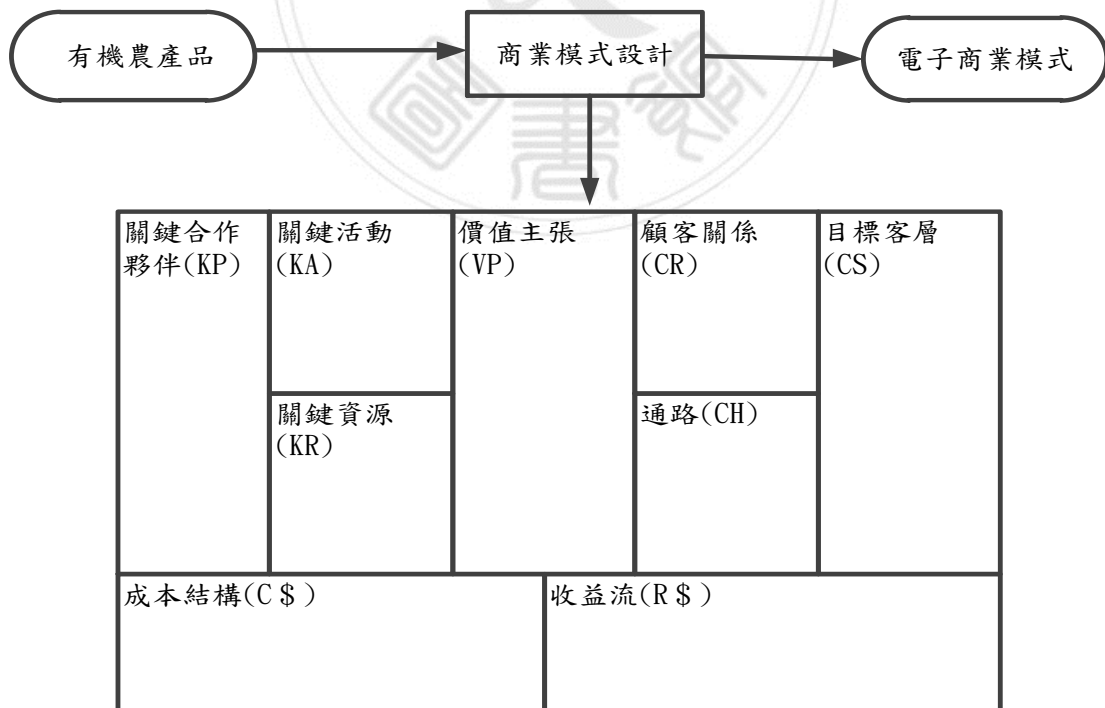 有機農產品
商業模式設計
電子商業模式
關鍵合作
夥伴(KP)
關鍵活動
(KA)
價值主張
(VP)
顧客關係
(CR)
目標客層
(CS)
關鍵資源
(KR)
通路(CH)
成本結構(C$)
收益流(R$)